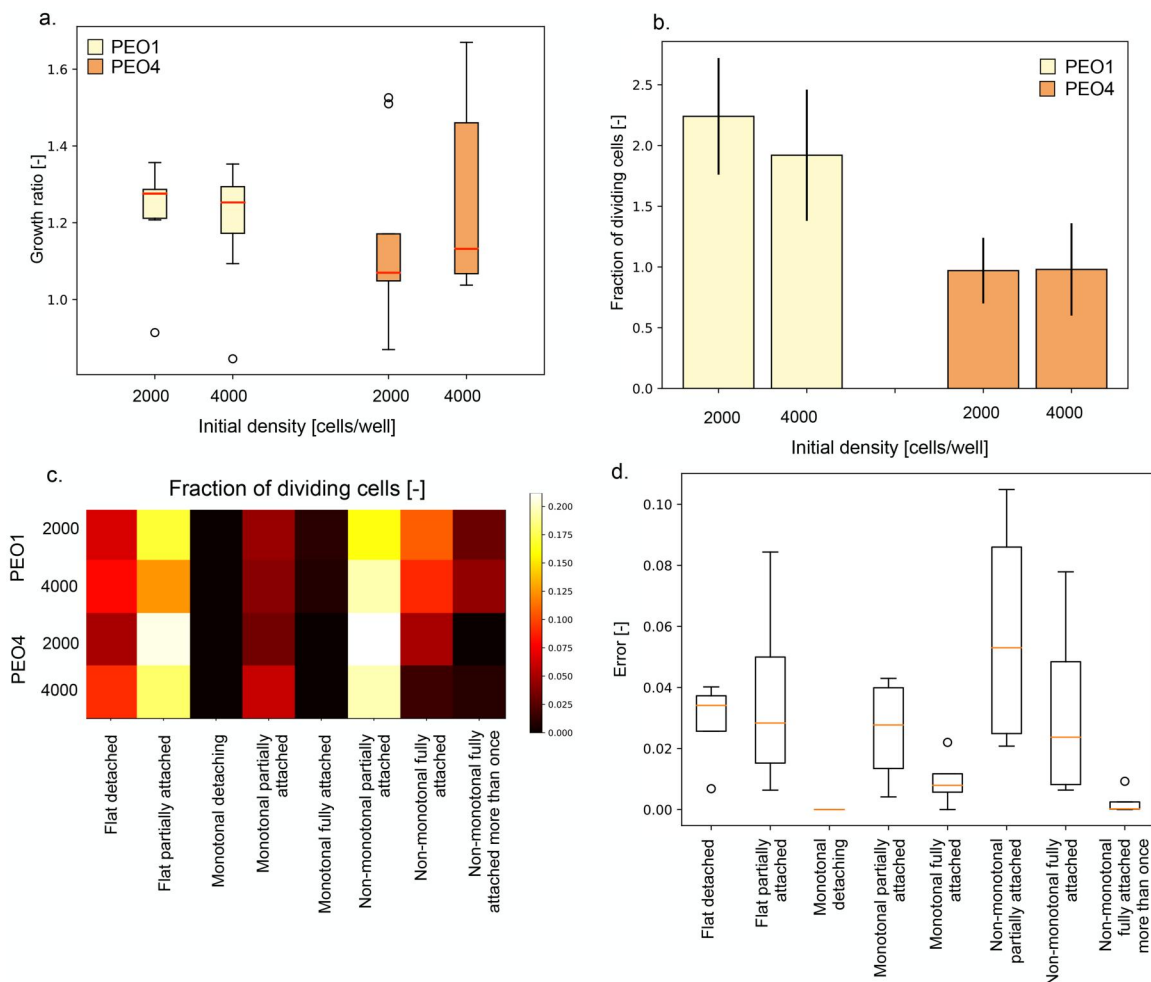 a.
PEO1
PEO4
1.6
1.4
1.2
1.0
Growth ratio [-]
2000
4000
2000
4000
Initial density [cells/well]
b.
PEO1
PEO4
2.5
2.0
1.5
1.0
0.5
0.0
Fraction of dividing cells [-]
2000
4000
2000
4000
Initial density [cells/well]
c.
Fraction of dividing cells [-]
PEO1
PEO4
2000
4000
2000
4000
0.200
0.175
0.150
0.125
0.100
0.075
0.050
0.025
0.000
Flat detached
Flat partially attached
Monotonal detaching
Monotonal partially
attached
Monotonal fully attached
Non-monotonal partially
attached
Non-monotonal fully
attached
Non-monotonal fully
attached more than once
d.
0.10
0.08
0.06
0.04
0.02
0.00
Error [-]
Flat detached
Flat partially
attached
Monotonal
detaching
Monotonal partially
attached
Monotonal fully
attached
Non-monotonal
partially attached
Non-monotonal fully
attached
Non-monotonal
fully attached
more than once